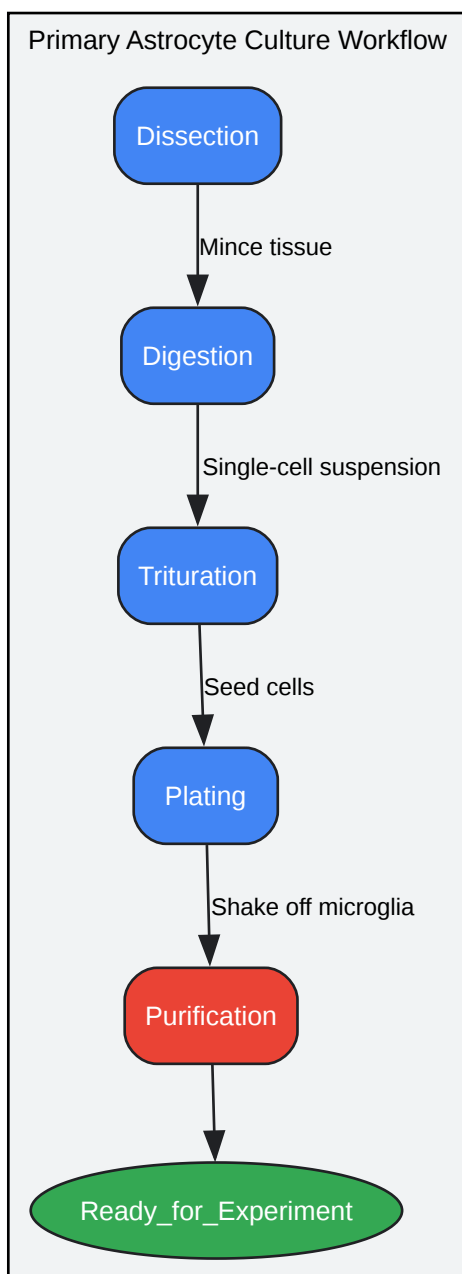 Primary Astrocyte Culture Workflow
Dissection
Mince tissue
Digestion
Single-cell suspension
Trituration
Seed cells
Plating
Shake off microglia
Purification
Ready_for_Experiment